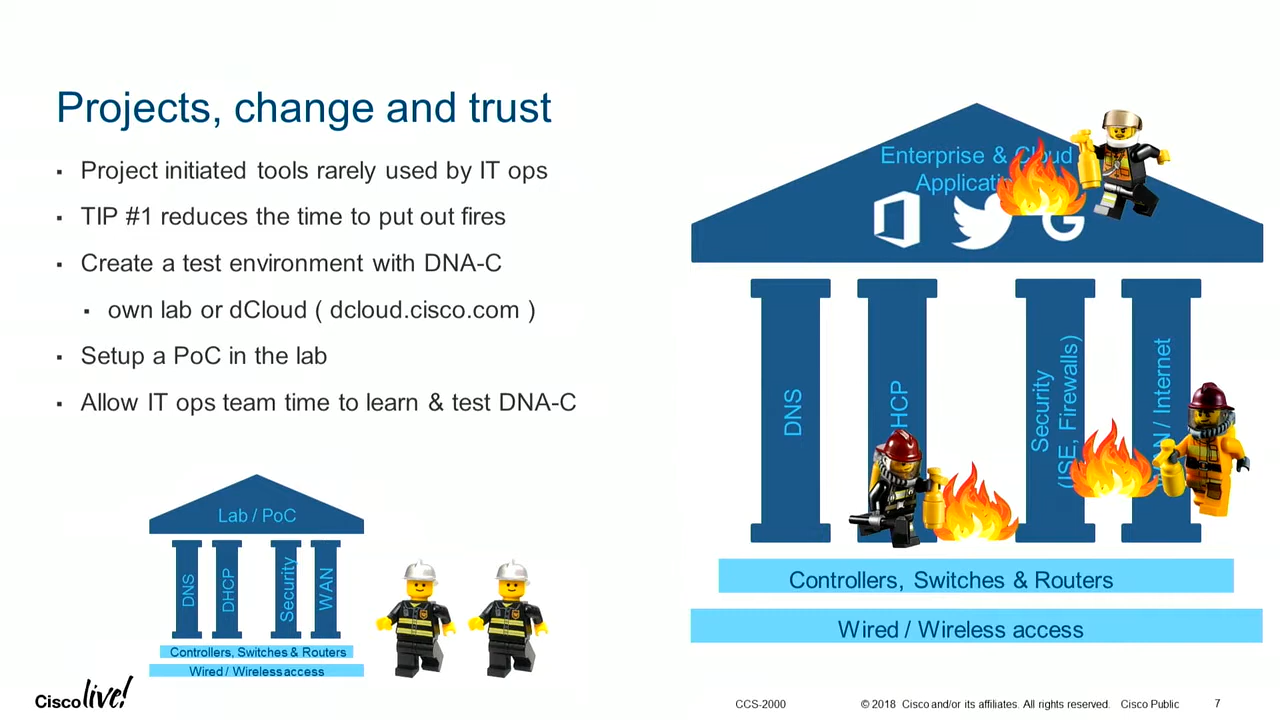 Projects, change and trust
Project initiated tools rarely used by IT ops
TIP #1 reduces the time to put out fires
Create a test environment with DNA-C
own lab or dCloud ( dcloud.cisco.com )
Setup a PoC in the lab
Allow IT ops team time to learn & test DNA-C
Lab / PoC
DNS
DHCP
Security
WAN
Controllers, Switches & Routers
Wired / Wireless access
Enterprise & Cloud
DNS
Security
(ISE, Firewalls)
/ Internet
Controllers, Switches & Routers
Wired / Wireless access
Cisco live!
CCS-2000
© 2018 Cisco and/or its affiliates. All rights reserved. Cisco Public
7